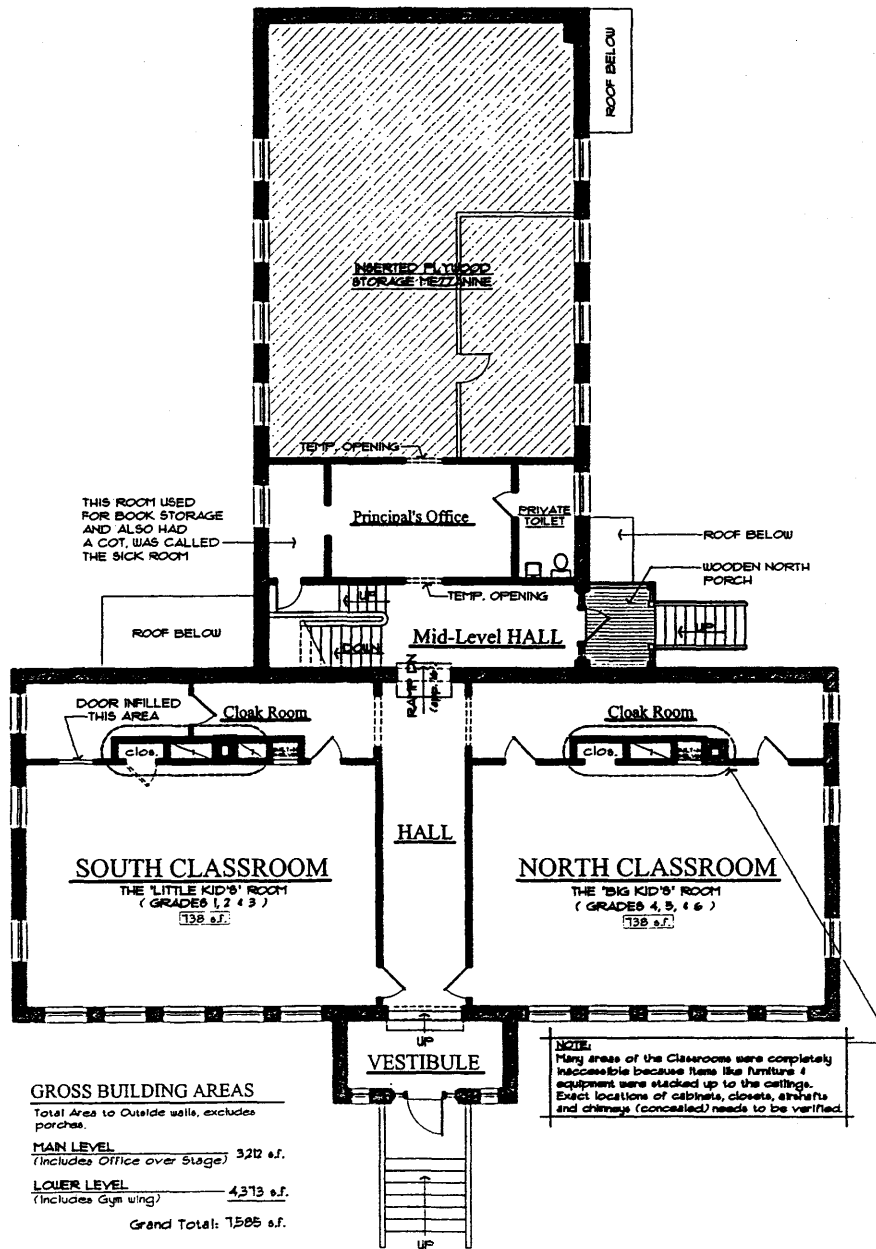 ROOF BELOW
INSERTED PLYWOOD
STORAGE MEZZANINE
TEMP. OPENING
THIS ROOM USED
FOR BOOK STORAGE
AND ALSO HAD
A COT, WAS CALLED
THE SICK ROOM
Principal's Office
PRIVATE
TOILET
ROOF BELOW
WOODEN NORTH
PORCH
UP
TEMP. OPENING
ROOF BELOW
DOWN
Mid-Level HALL
UP
RAMP DN
DOOR INFILLED
THIS AREA
Cloak Room
Cloak Room
clos.
clos.
HALL
SOUTH CLASSROOM
THE "LITTLE KID'S" ROOM
( GRADES 1, 2 & 3 )
738 s.f.
NORTH CLASSROOM
THE "BIG KID'S" ROOM
( GRADES 4, 5, & 6 )
738 s.f.
UP
VESTIBULE
NOTE:
Many areas of the Classrooms were completely
inaccessible because items like furniture &
equipment were stacked up to the ceilings.
Exact locations of cabinets, closets, airshafts
and chimneys (concealed) needs to be verified.
GROSS BUILDING AREAS
Total Area to Outside walls, excludes
porches.
MAIN LEVEL
(Includes Office over Stage) 3,212 s.f.
LOWER LEVEL
(Includes Gym wing) 4,373 s.f.
Grand Total: 7,585 s.f.
UP
UP